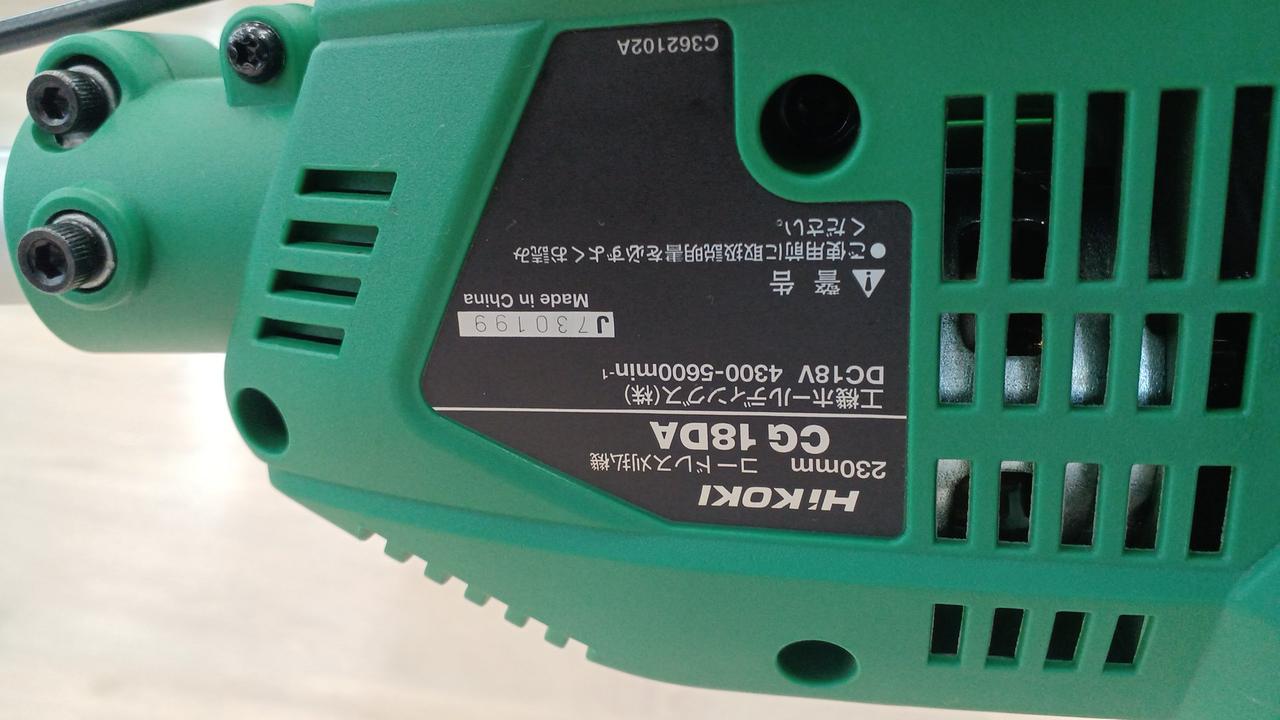 HiKOKI
230mm コードレス刈払機
CG 18DA
工機ホールディングス(株)
DC18V 4300-5600min⁻¹
J730199
Made in China
警告
●ご使用前に取扱説明書を必ずよくお読み
ください。
C362102A